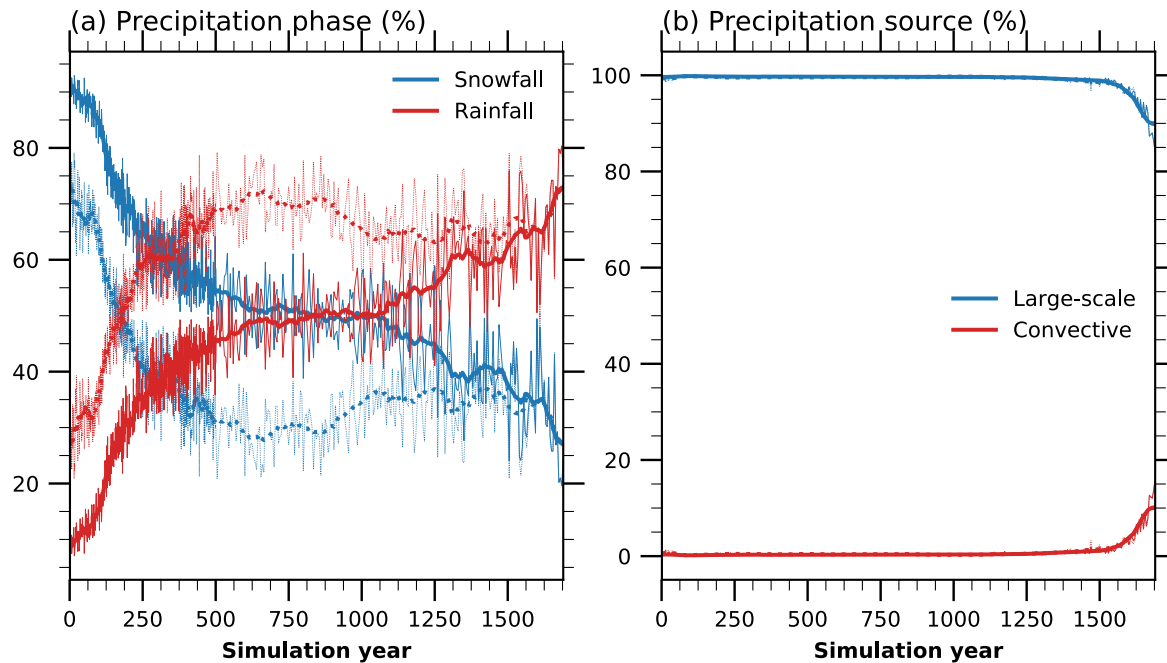 (a) Precipitation phase (%)
Snowfall
Rainfall
80
60
40
20
0 250 500 750 1000 1250 1500
Simulation year
(b) Precipitation source (%)
100
80
60
40
20
0
Large-scale
Convective
0 250 500 750 1000 1250 1500
Simulation year